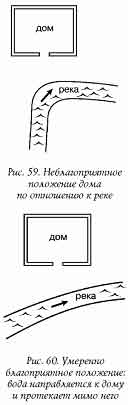 дом
река
Рис. 59. Неблагоприятное
положение дома
по отношению к реке
дом
река
Рис. 60. Умеренно
благоприятное положение:
вода направляется к дому
и протекает мимо него